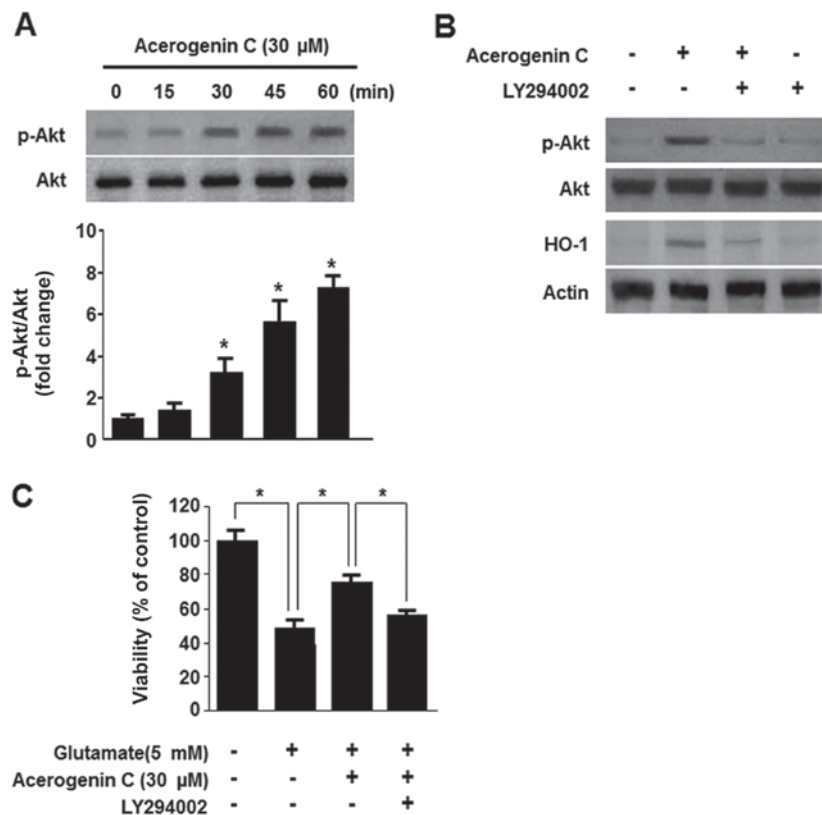 A
Acerogenin C (30 µM)
0 15 30 45 60 (min)
p-Akt
Akt
10
8
6
4
2
0
p-Akt/Akt
(fold change)
* * *
B
Acerogenin C - + + -
LY294002 - - + +
p-Akt
Akt
HO-1
Actin
C
* * *
120
100
80
60
40
20
0
Viability (% of control)
Glutamate(5 mM) - + + +
Acerogenin C (30 µM) - - + +
LY294002 - - - +